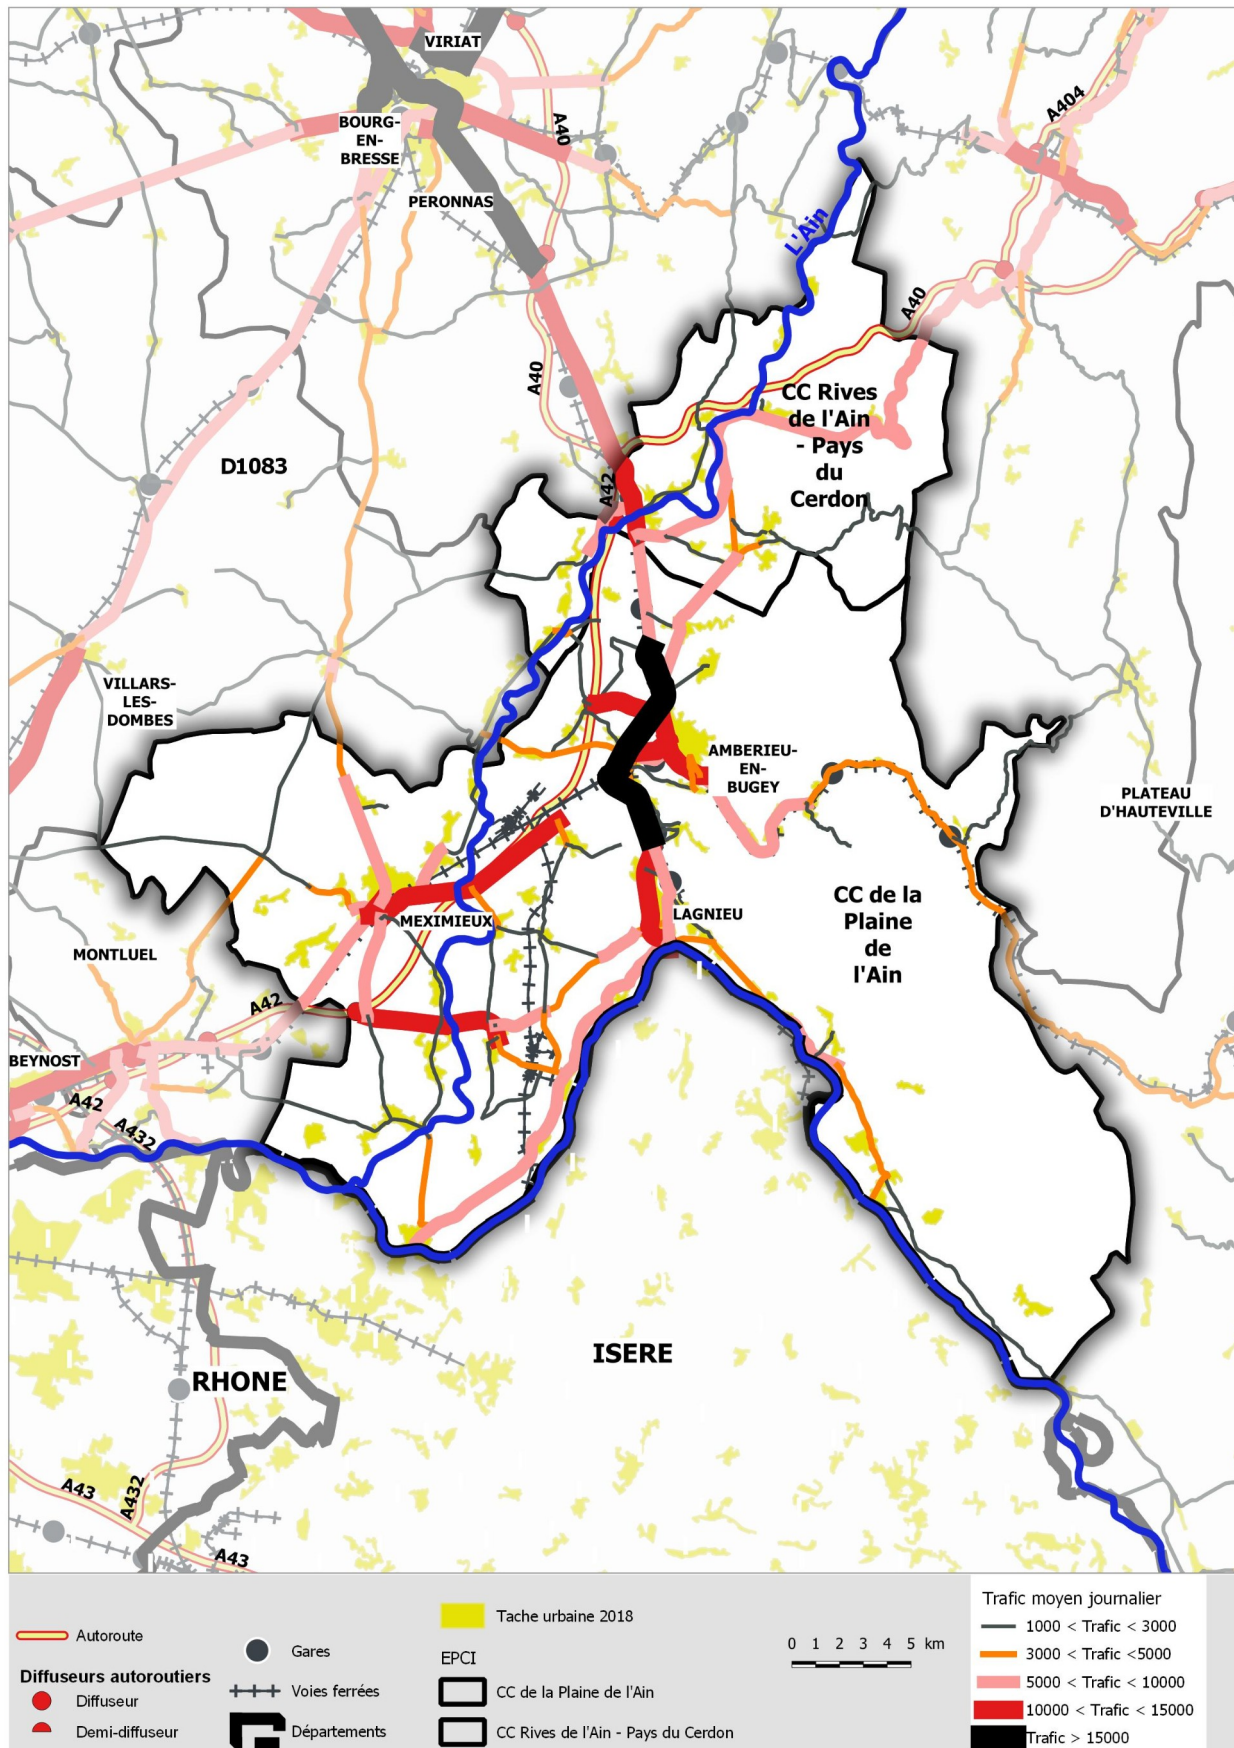 VIRIAT
A404
BOURG-
EN-
BRESSE
A40
PERONNAS
L'Ain
A40
A40
CC Rives
de l'Ain
- Pays
du
Cerdon
D1083
A42
VILLARS-
LES-
DOMBES
AMBERIEU-
EN-
BUGEY
PLATEAU
D'HAUTEVILLE
CC de la
Plaine
de
l'Ain
LAGNIEU
MEXIMIEUX
MONTLUEL
A42
BEYNOST
A42
A432
ISERE
RHONE
A43
A432
A43
Autoroute
Diffuseurs autoroutiers
Diffuseur
Demi-diffuseur
Gares
Voies ferrées
Départements
Tache urbaine 2018
EPCI
CC de la Plaine de l'Ain
CC Rives de l'Ain - Pays du Cerdon
0 1 2 3 4 5 km
Trafic moyen journalier
1000 < Trafic < 3000
3000 < Trafic <5000
5000 < Trafic < 10000
10000 < Trafic < 15000
Trafic > 15000